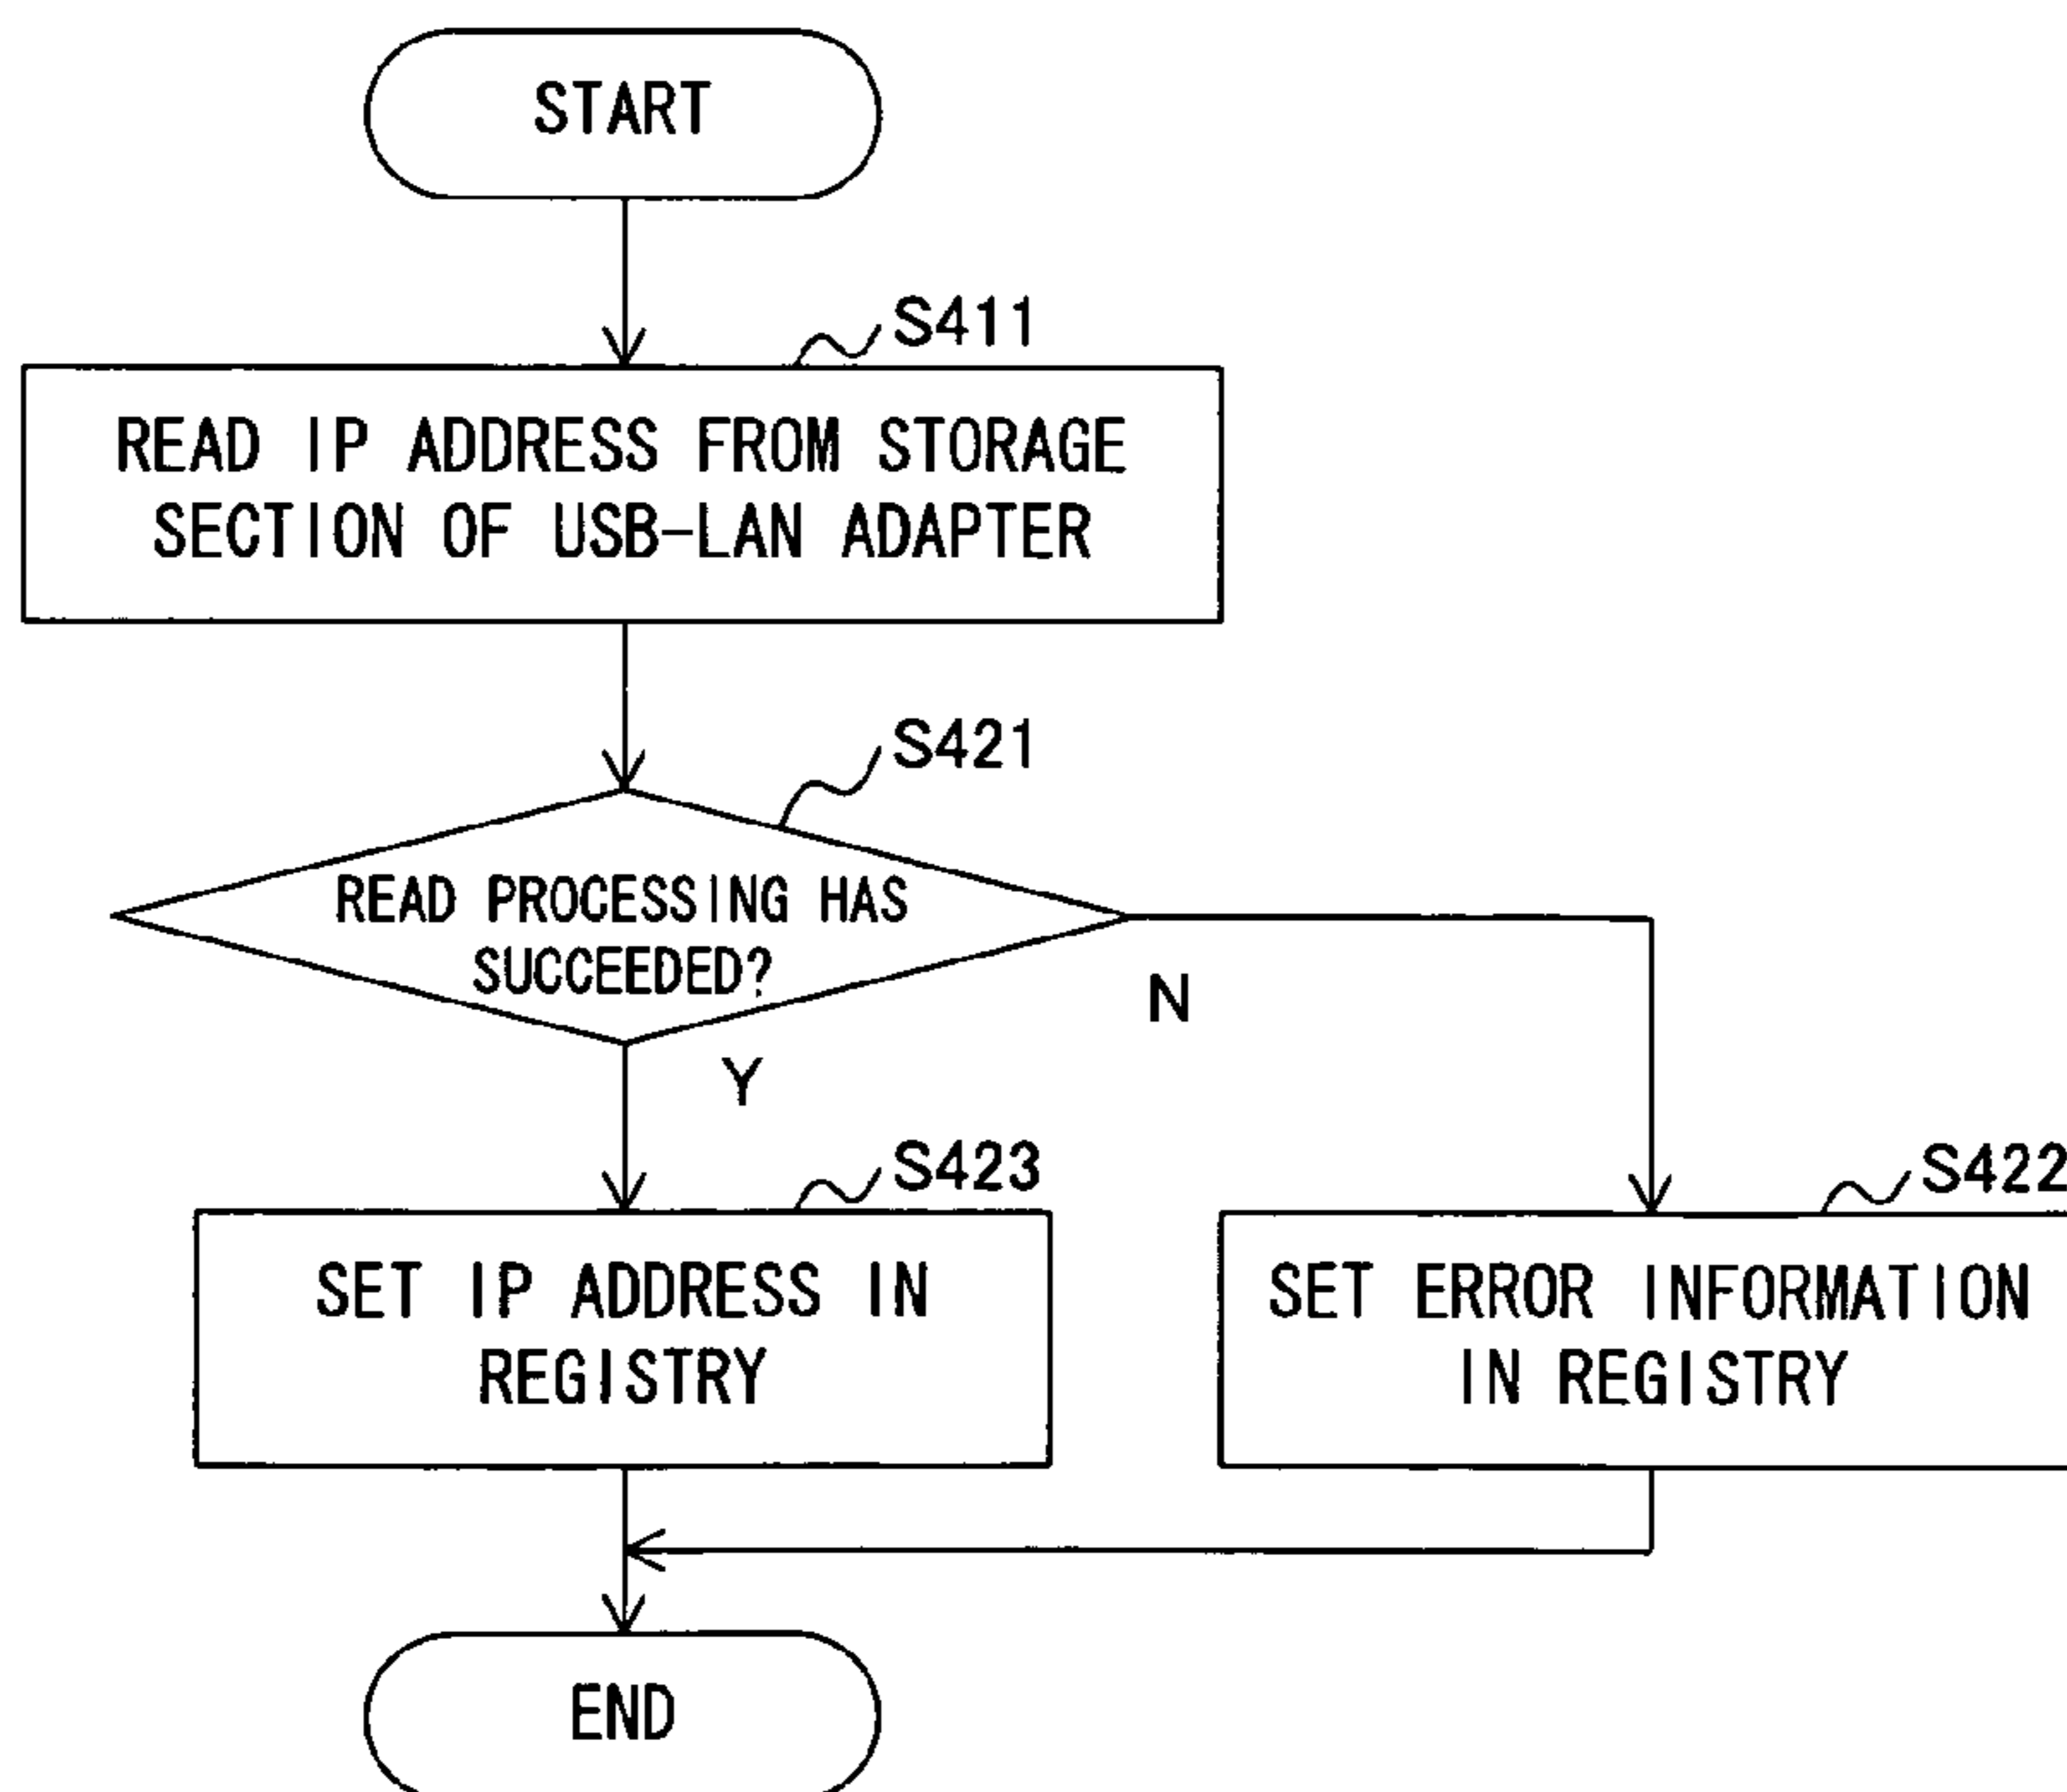 START
S411
READ IP ADDRESS FROM STORAGE
SECTION OF USB-LAN ADAPTER
S421
READ PROCESSING HAS
SUCCEEDED?
N
Y
S423
SET IP ADDRESS IN
REGISTRY
S422
SET ERROR INFORMATION
IN REGISTRY
END